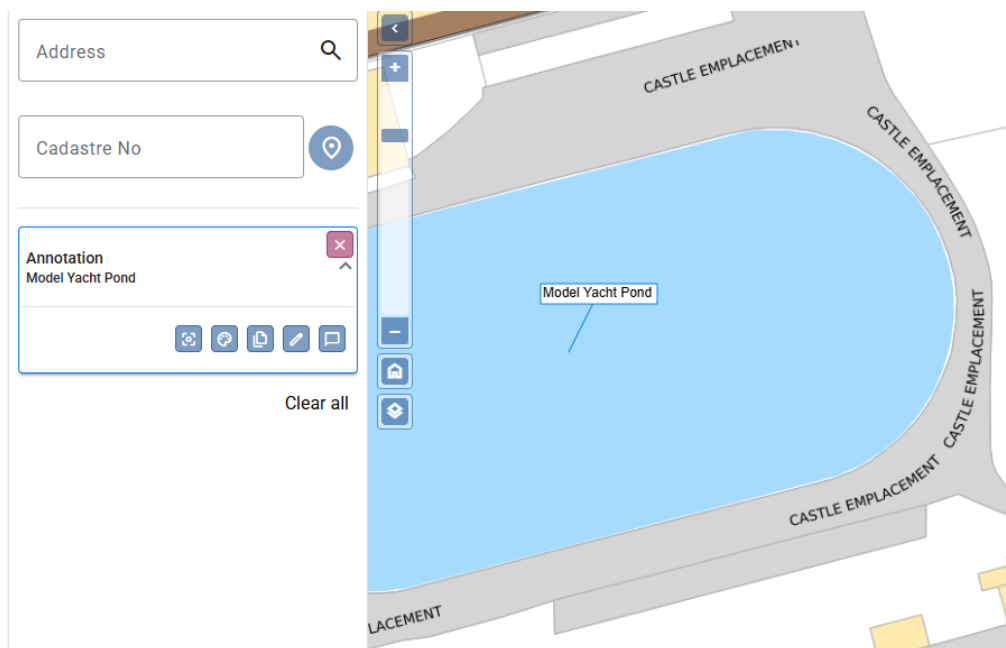 Address
Cadastre No
Annotation
Model Yacht Pond
Clear all
CASTLE EMPLACEMENT
CASTLE EMPLACEMENT
Model Yacht Pond
CASTLE EMPLACEMENT
CASTLE EMPLACEMENT
LACEMENT